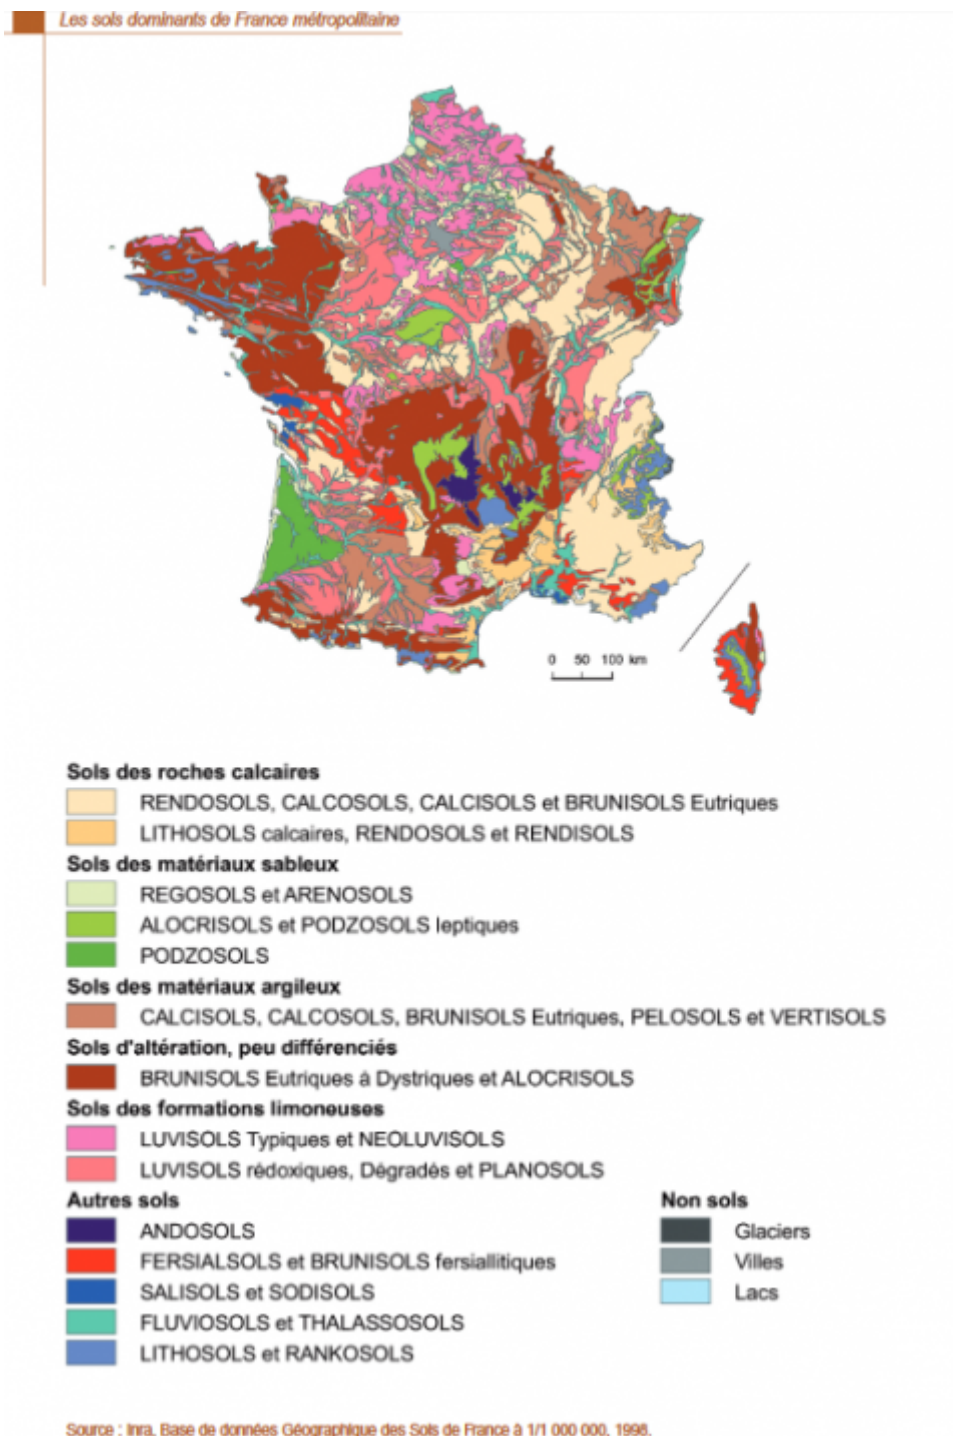 Les sols dominants de France métropolitaine
0 50 100 km
Sols des roches calcaires
RENDOSOLS, CALCOSOLS, CALCISOLS et BRUNISOLS Eutriques
LITHOSOLS calcaires, RENDOSOLS et RENDISOLS
Sols des matériaux sableux
REGOSOLS et ARENOSOLS
ALOCRISOLS et PODZOSOLS leptiques
PODZOSOLS
Sols des matériaux argileux
CALCISOLS, CALCOSOLS, BRUNISOLS Eutriques, PELOSOLS et VERTISOLS
Sols d'altération, peu différenciés
BRUNISOLS Eutriques à Dystriques et ALOCRISOLS
Sols des formations limoneuses
LUVISOLS Typiques et NEOLUVISOLS
LUVISOLS rédoxiques, Dégradés et PLANOSOLS
Autres sols
ANDOSOLS
FERSIALSOLS et BRUNISOLS fersiallitiques
SALISOLS et SODISOLS
FLUVIOSOLS et THALASSOSOLS
LITHOSOLS et RANKOSOLS
Non sols
Glaciers
Villes
Lacs
Source : Inra, Base de données Géographique des Sols de France à 1/1 000 000, 1998.